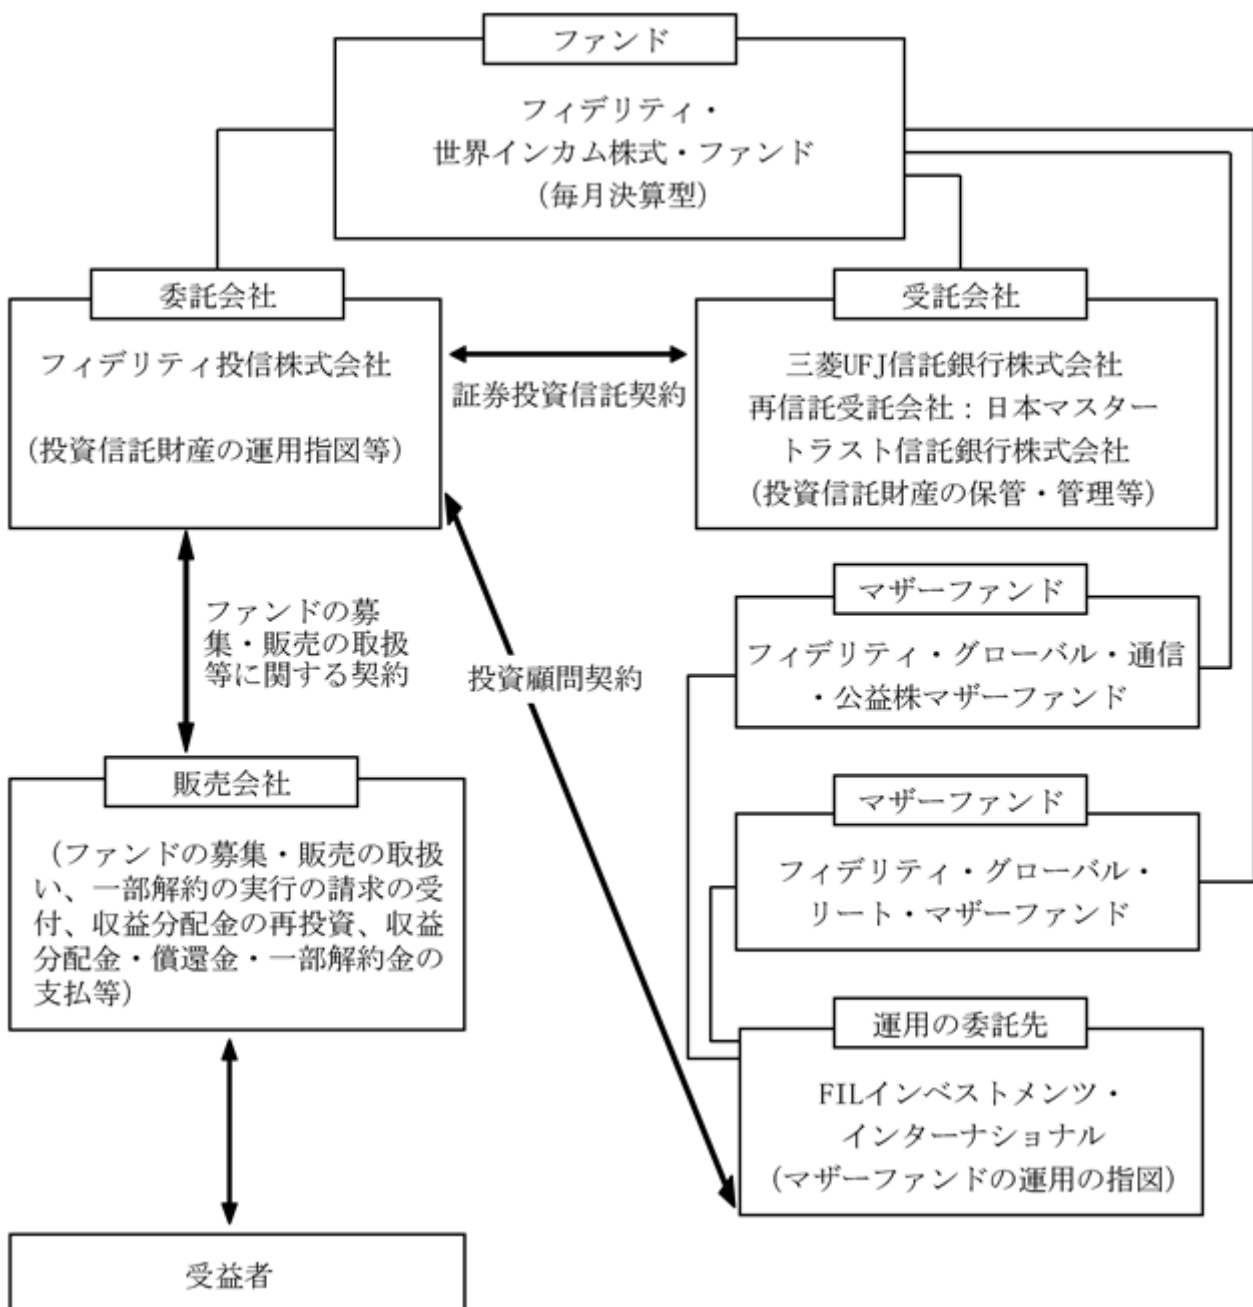 ファンド
フィデリティ・
世界インカム株式・ファンド
（毎月決算型）
委託会社
フィデリティ投信株式会社
（投資信託財産の運用指図等）
証券投資信託契約
受託会社
三菱UFJ信託銀行株式会社
再信託受託会社：日本マスター
トラスト信託銀行株式会社
（投資信託財産の保管・管理等）
ファンドの募
集・販売の取扱
等に関する契約
投資顧問契約
マザーファンド
フィデリティ・グローバル・通信
・公益株マザーファンド
販売会社
（ファンドの募集・販売の取扱
い、一部解約の実行の請求の受
付、収益分配金の再投資、収益
分配金・償還金・一部解約金の
支払等）
マザーファンド
フィデリティ・グローバル・
リート・マザーファンド
運用の委託先
FILインベストメンツ・
インターナショナル
（マザーファンドの運用の指図）
受益者